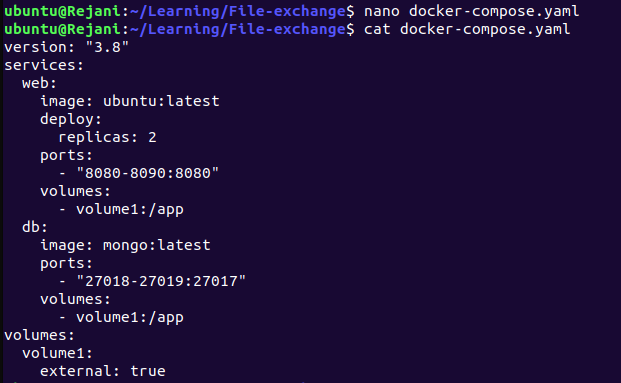 ubuntu@Rejani:~/Learning/File-exchange$ nano docker-compose.yaml
ubuntu@Rejani:~/Learning/File-exchange$ cat docker-compose.yaml
version: "3.8"
services:
  web:
    image: ubuntu:latest
    deploy:
      replicas: 2
    ports:
      - "8080-8090:8080"
    volumes:
      - volume1:/app
  db:
    image: mongo:latest
    ports:
      - "27018-27019:27017"
    volumes:
      - volume1:/app
volumes:
  volume1:
    external: true